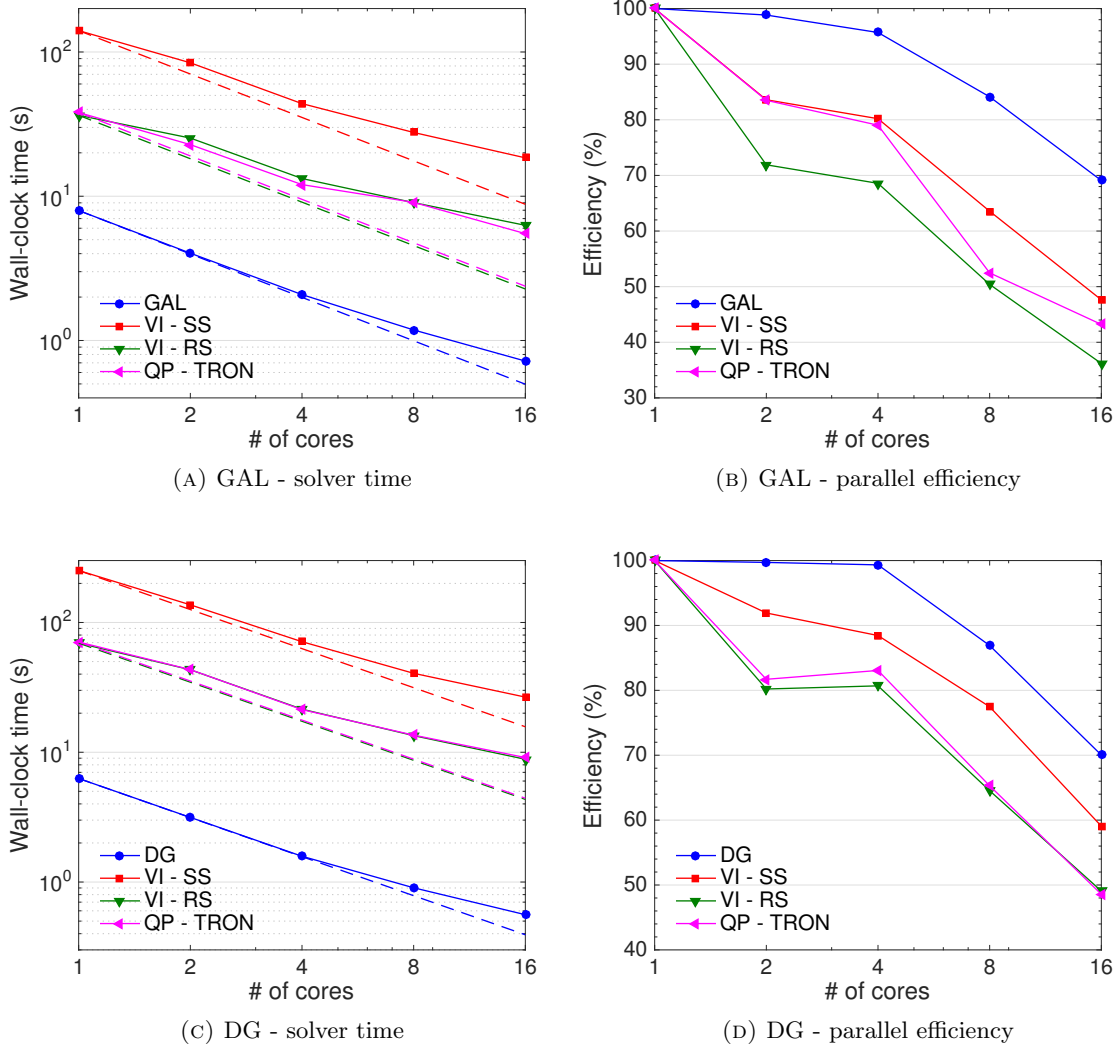 10^2
10^1
10^0
Wall-clock time (s)
GAL
VI - SS
VI - RS
QP - TRON
1 2 4 8 16
# of cores
(A) GAL - solver time
100
90
80
70
60
50
40
30
Efficiency (%)
GAL
VI - SS
VI - RS
QP - TRON
1 2 4 8 16
# of cores
(B) GAL - parallel efficiency
10^2
10^1
10^0
Wall-clock time (s)
DG
VI - SS
VI - RS
QP - TRON
1 2 4 8 16
# of cores
(C) DG - solver time
100
90
80
70
60
50
40
Efficiency (%)
DG
VI - SS
VI - RS
QP - TRON
1 2 4 8 16
# of cores
(D) DG - parallel efficiency